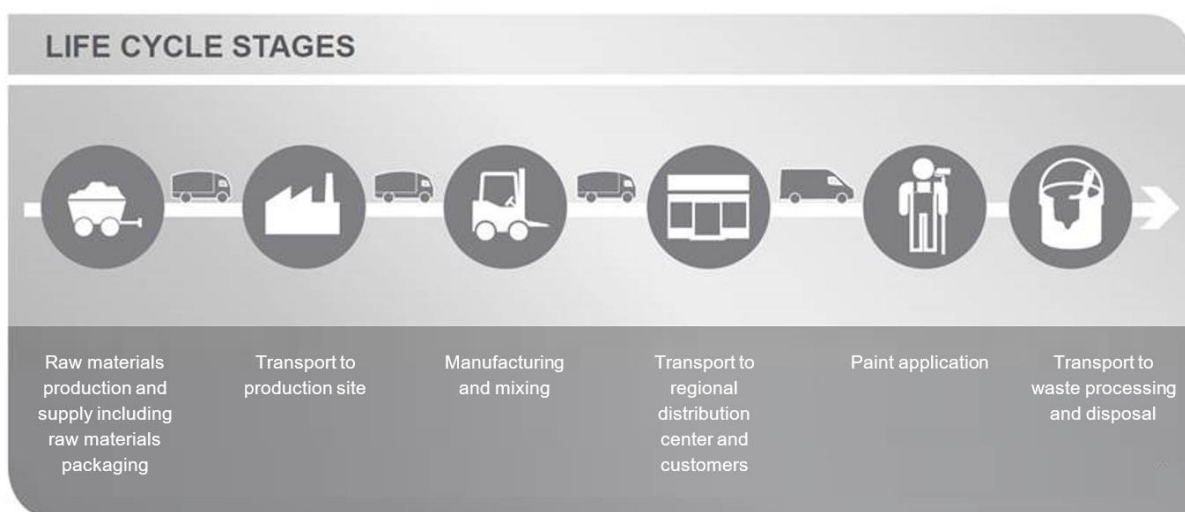 LIFE CYCLE STAGES
Raw materials
production and
supply including
raw materials
packaging
Transport to
production site
Manufacturing
and mixing
Transport to
regional
distribution
center and
customers
Paint application
Transport to
waste processing
and disposal